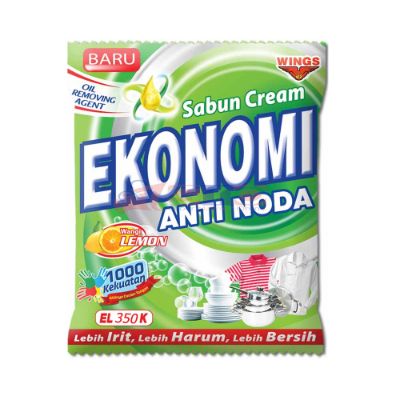 BARU
WINGS
OIL
REMOVING
AGENT
Sabun Cream
EKONOMI
ANTI NODA
Wangi
LEMON
1000
Kekuatan
EL 350 K
Lebih Irit, Lebih Harum, Lebih Bersih